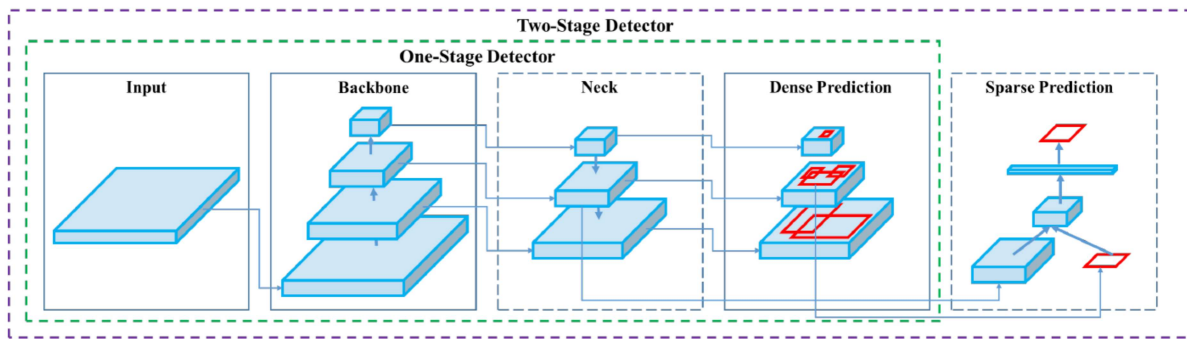 Two-Stage Detector
One-Stage Detector
Input
Backbone
Neck
Dense Prediction
Sparse Prediction